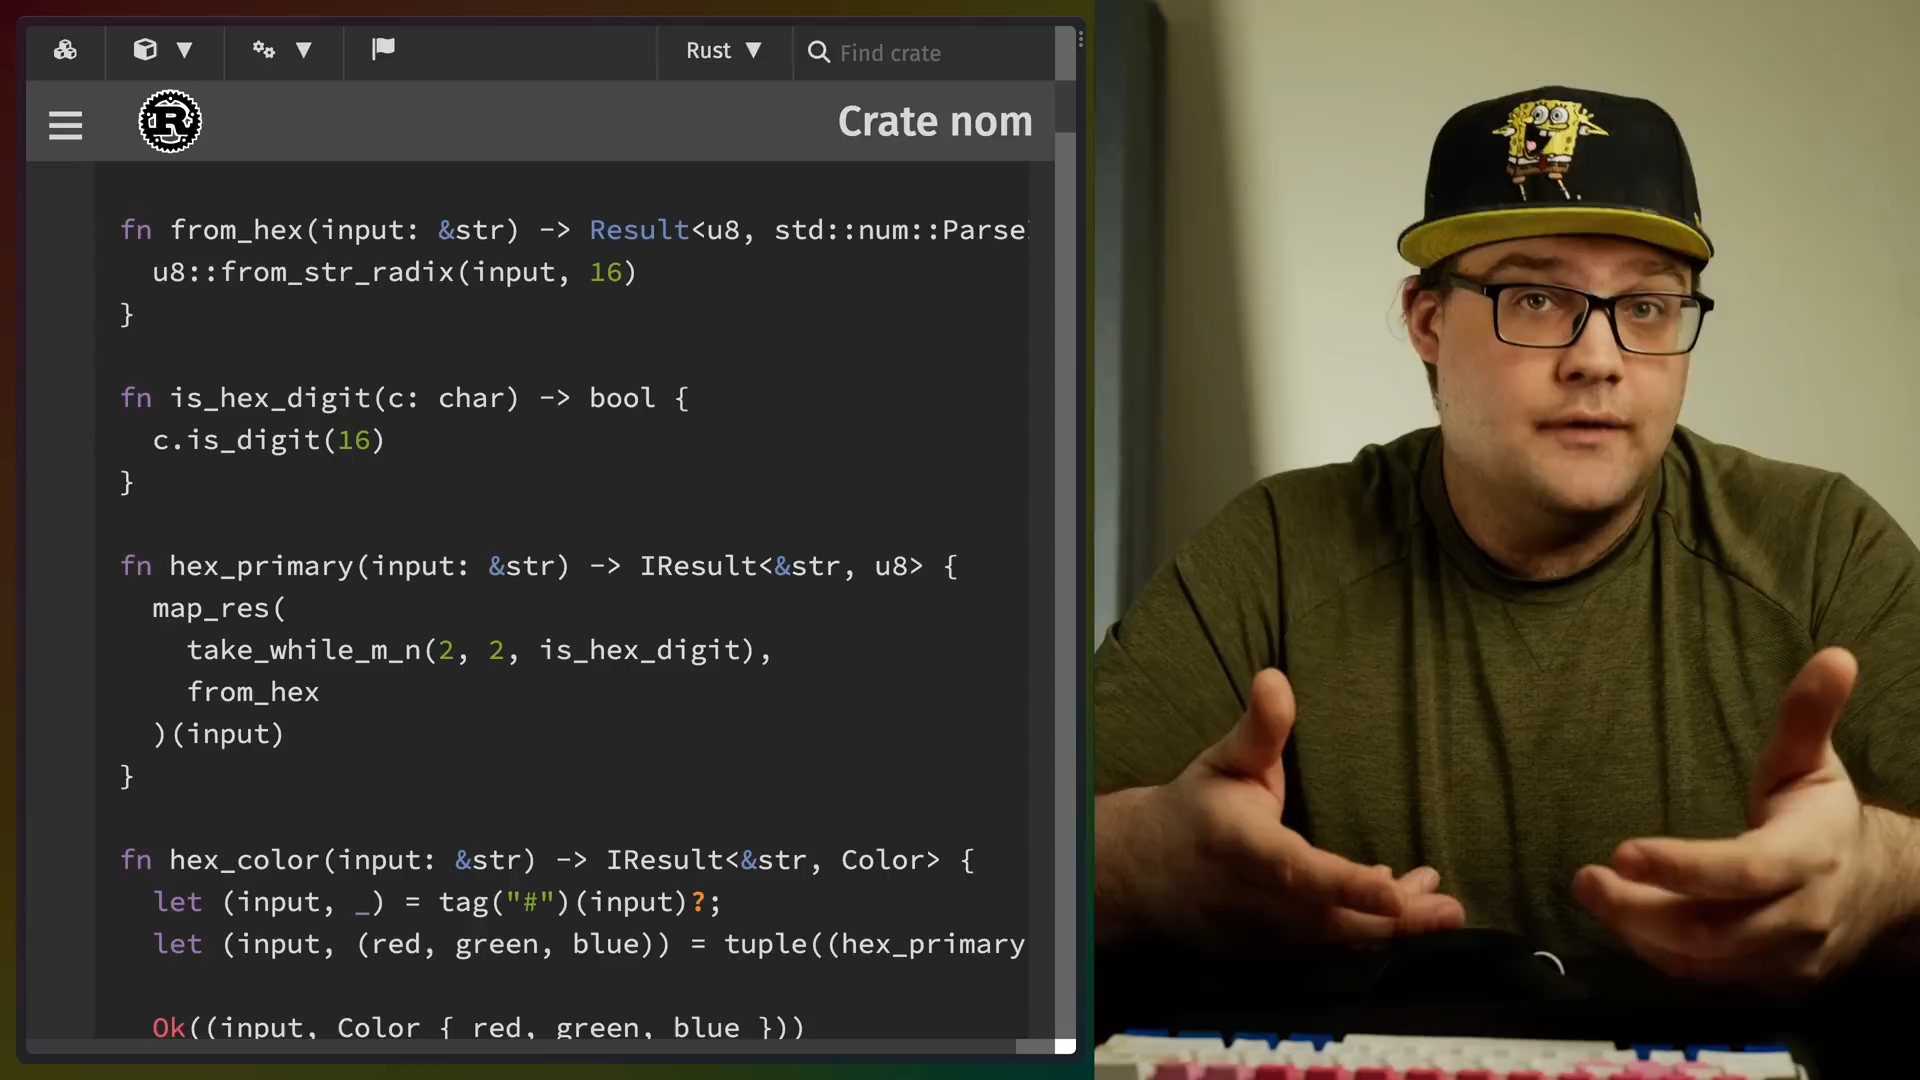 Rust
Find crate
R
Crate nom
fn from_hex(input: &str) -> Result<u8, std::num::Parse
u8::from_str_radix(input, 16)
}
fn is_hex_digit(c: char) -> bool {
c.is_digit(16)
}
fn hex_primary(input: &str) -> IResult<&str, u8> {
map_res(
take_while_m_n(2, 2, is_hex_digit),
from_hex
)(input)
}
fn hex_color(input: &str) -> IResult<&str, Color> {
let (input, _) = tag("#")(input)?;
let (input, (red, green, blue)) = tuple((hex_primary
Ok((input, Color { red, green, blue }))